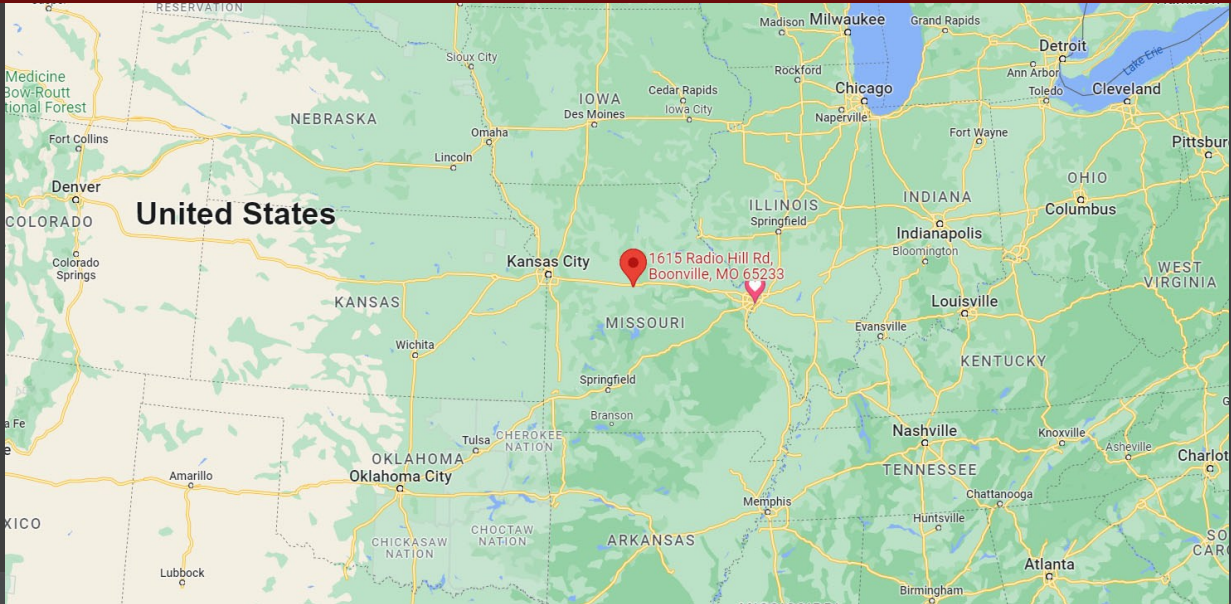 RESERVATION
Madison
Milwaukee
Grand Rapids
Detroit
Lake Erie
Sioux City
Rockford
Ann Arbor
Medicine
Bow-Routt
tional Forest
Chicago
Toledo
Cleveland
Cedar Rapids
IOWA
Des Moines
Iowa City
Naperville
NEBRASKA
Omaha
Fort Wayne
Fort Collins
Pittsbur
Lincoln
OHIO
Denver
INDIANA
ILLINOIS
Columbus
United States
COLORADO
Springfield
Indianapolis
Bloomington
Kansas City
1615 Radio Hill Rd,
Boonville, MO 65233
Colorado
Springs
WEST
VIRGINIA
KANSAS
Louisville
MISSOURI
Evansville
Wichita
KENTUCKY
Springfield
Branson
a Fe
Nashville
Knoxville
Tulsa
CHEROKEE
NATION
Asheville
OKLAHOMA
Charlot
TENNESSEE
Amarillo
Oklahoma City
Chattanooga
Memphis
XICO
Huntsville
CHOCTAW
NATION
ARKANSAS
CHICKASAW
NATION
SO
CARO
Atlanta
Lubbock
Birmingham